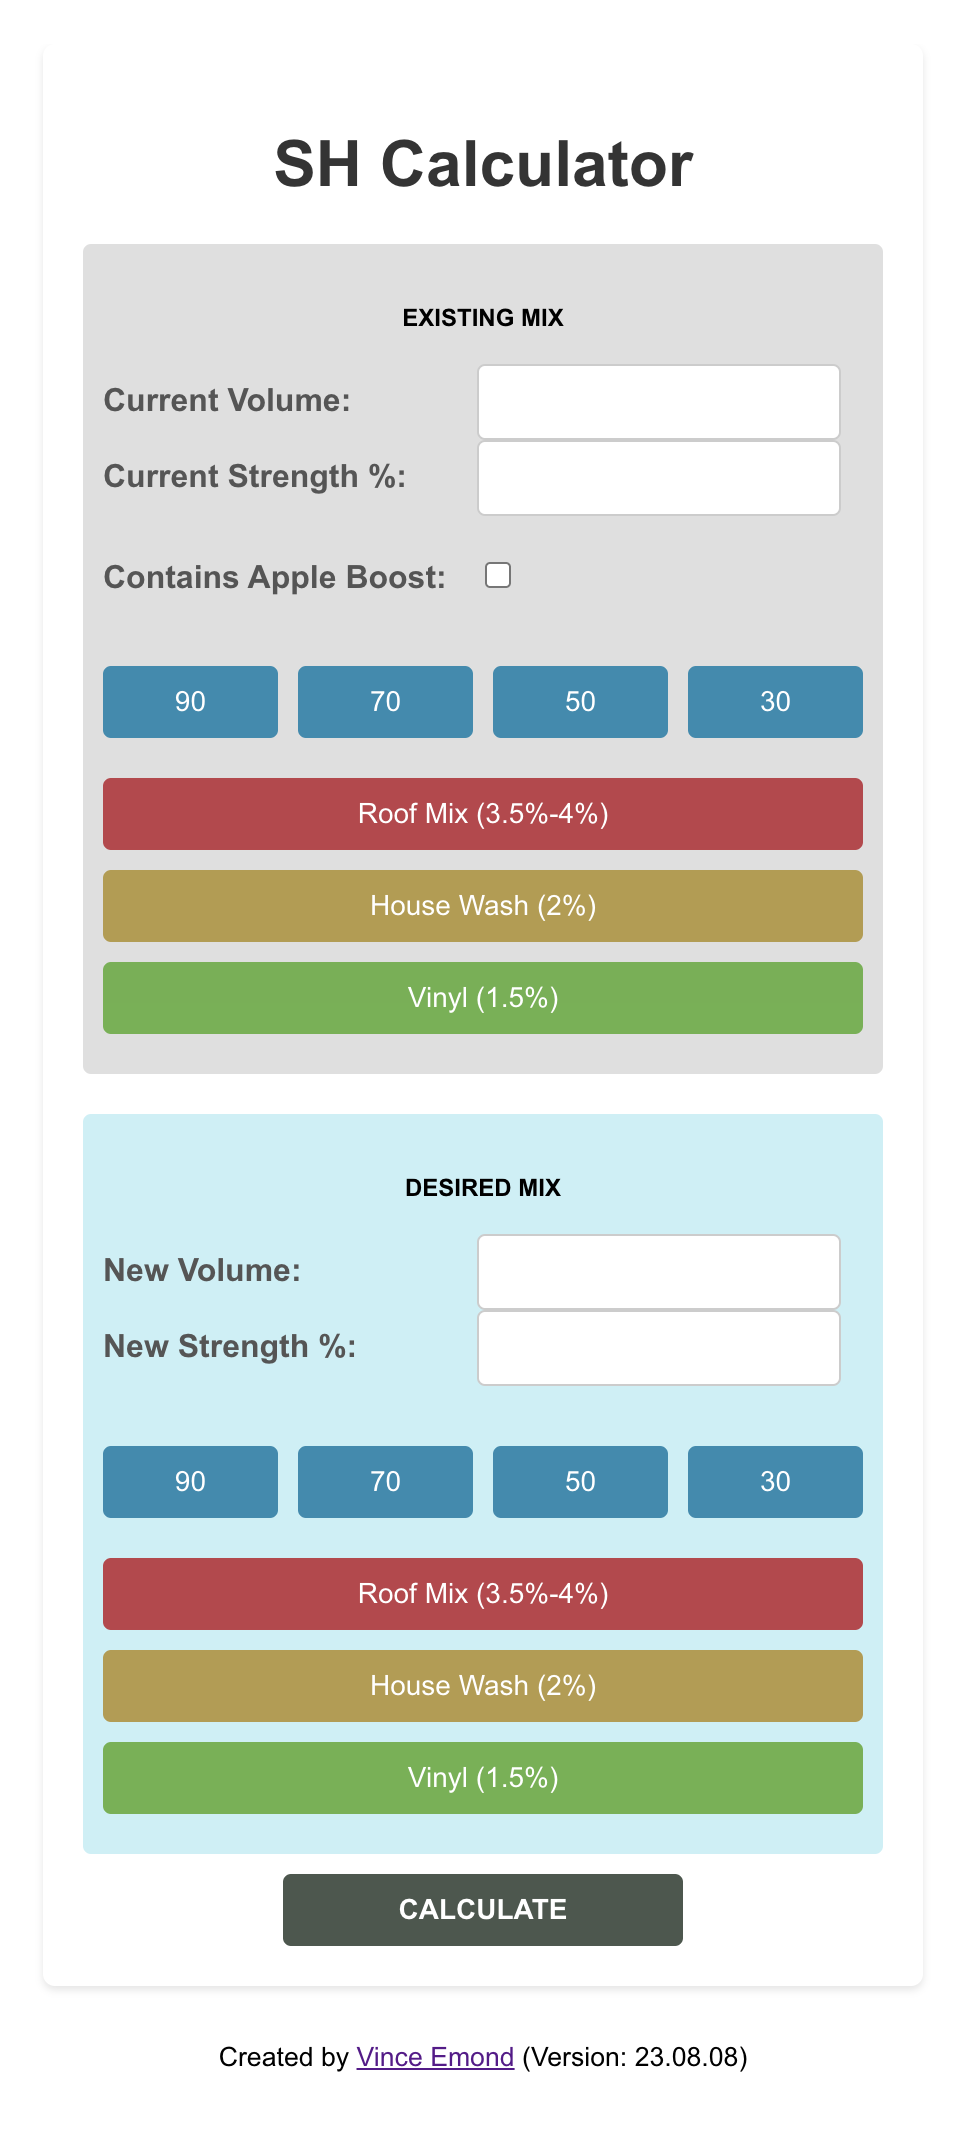 SH Calculator
EXISTING MIX
Current Volume:
Current Strength %:
Contains Apple Boost:
90 70 50 30
Roof Mix (3.5%-4%)
House Wash (2%)
Vinyl (1.5%)
DESIRED MIX
New Volume:
New Strength %:
90 70 50 30
Roof Mix (3.5%-4%)
House Wash (2%)
Vinyl (1.5%)
CALCULATE
Created by Vince Emond (Version: 23.08.08)